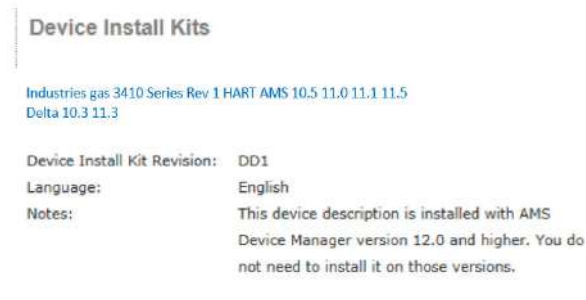 Device Install Kits
Industries gas 3410 Series Rev 1 HART AMS 10.5 11.0 11.1 11.5
Delta 10.3 11.3
Device Install Kit Revision: DD1
Language: English
Notes: This device description is installed with AMS
Device Manager version 12.0 and higher. You do
not need to install it on those versions.